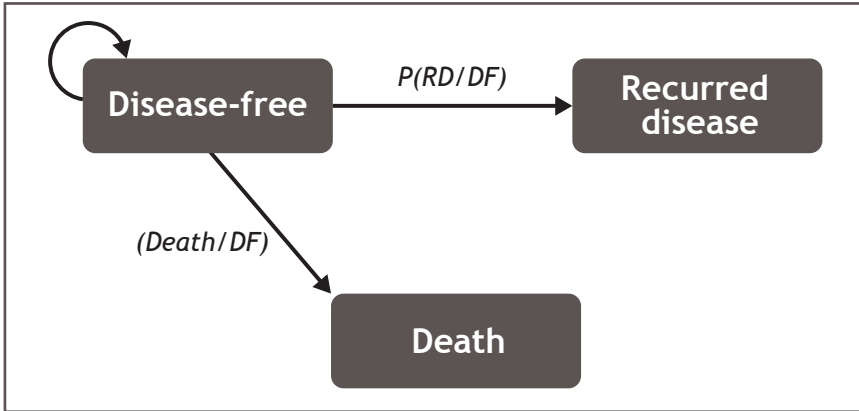 P(RD/DF)
Disease-free
Recurred
disease
(Death/DF)
Death